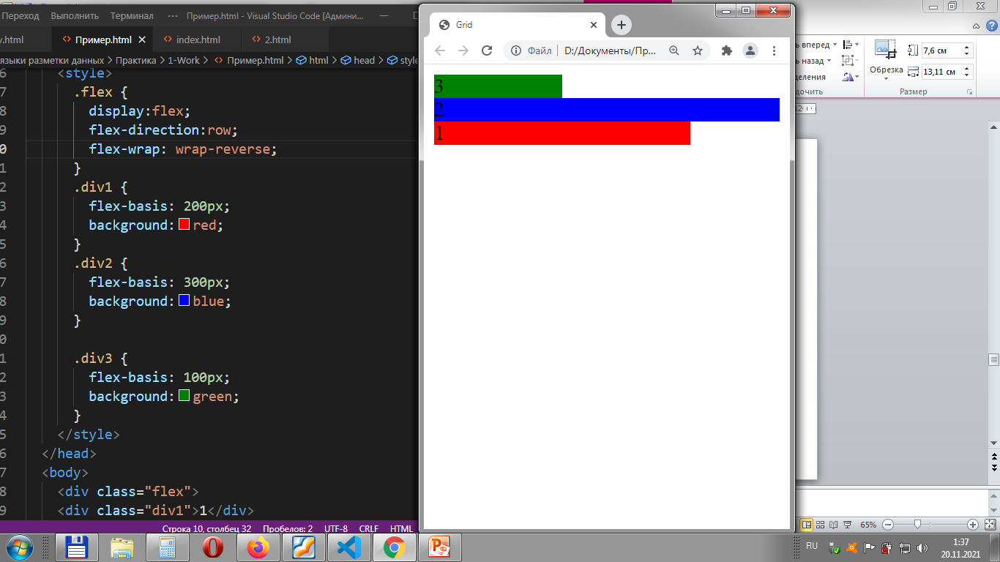 Переход Выполнить Терминал ··· Пример.html - Visual Studio Code [Админи...
.html Пример.html index.html 2.html
языки разметки данных > Практика > 1-Work > Пример.html > html > head > style
6 <style>
7 .flex {
8 display:flex;
9 flex-direction:row;
0 flex-wrap: wrap-reverse;
1 }
2 .div1 {
3 flex-basis: 200px;
4 background: red;
5 }
6 .div2 {
7 flex-basis: 300px;
8 background: blue;
9 }
0
1 .div3 {
2 flex-basis: 100px;
3 background: green;
4 }
5 </style>
6 </head>
7 <body>
8 <div class="flex">
9 <div class="div1">1</div>
Строка 10, столбец 32 Пробелов: 2 UTF-8 CRLF HTML
Grid
Файл D:/Документы/Пр...
3
2
1
вперед
назад
деления
дочить
Обрезка
7,6 см
13,11 см
Размер
12
65%
RU
1:37
20.11.2021